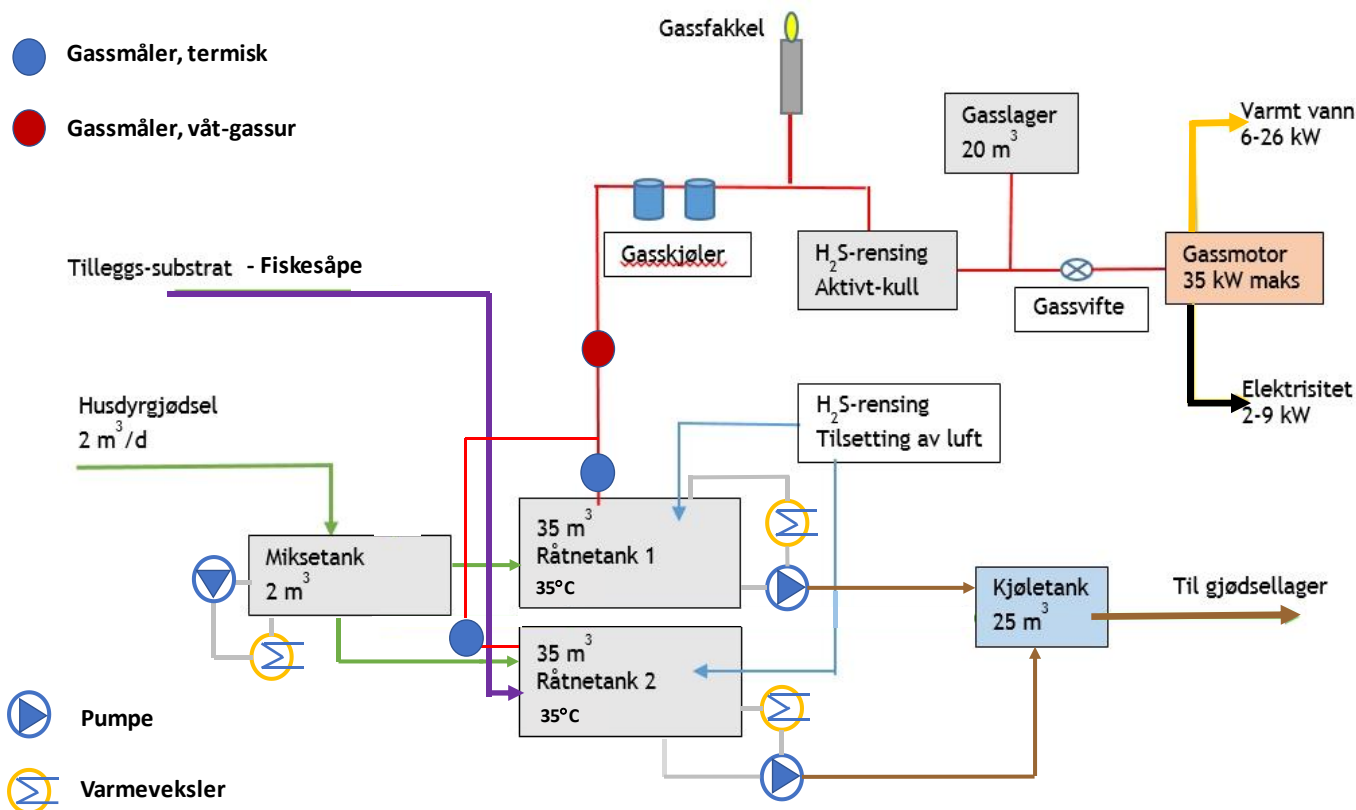 Gassmåler, termisk
Gassmåler, våt-gassur
Gassfakkel
Gasslager
20 m³
Varmt vann
6-26 kW
Gasskjøler
H₂S-rensing
Aktivt-kull
Gassvifte
Gassmotor
35 kW maks
Tilleggs-substrat - Fiskesåpe
Elektrisitet
2-9 kW
Husdyrgjødsel
2 m³/d
H₂S-rensing
Tilsetting av luft
Miksetank
2 m³
35 m³
Råtnetank 1
35°C
35 m³
Råtnetank 2
35°C
Kjøletank
25 m³
Til gjødsellager
Pumpe
Varmeveksler